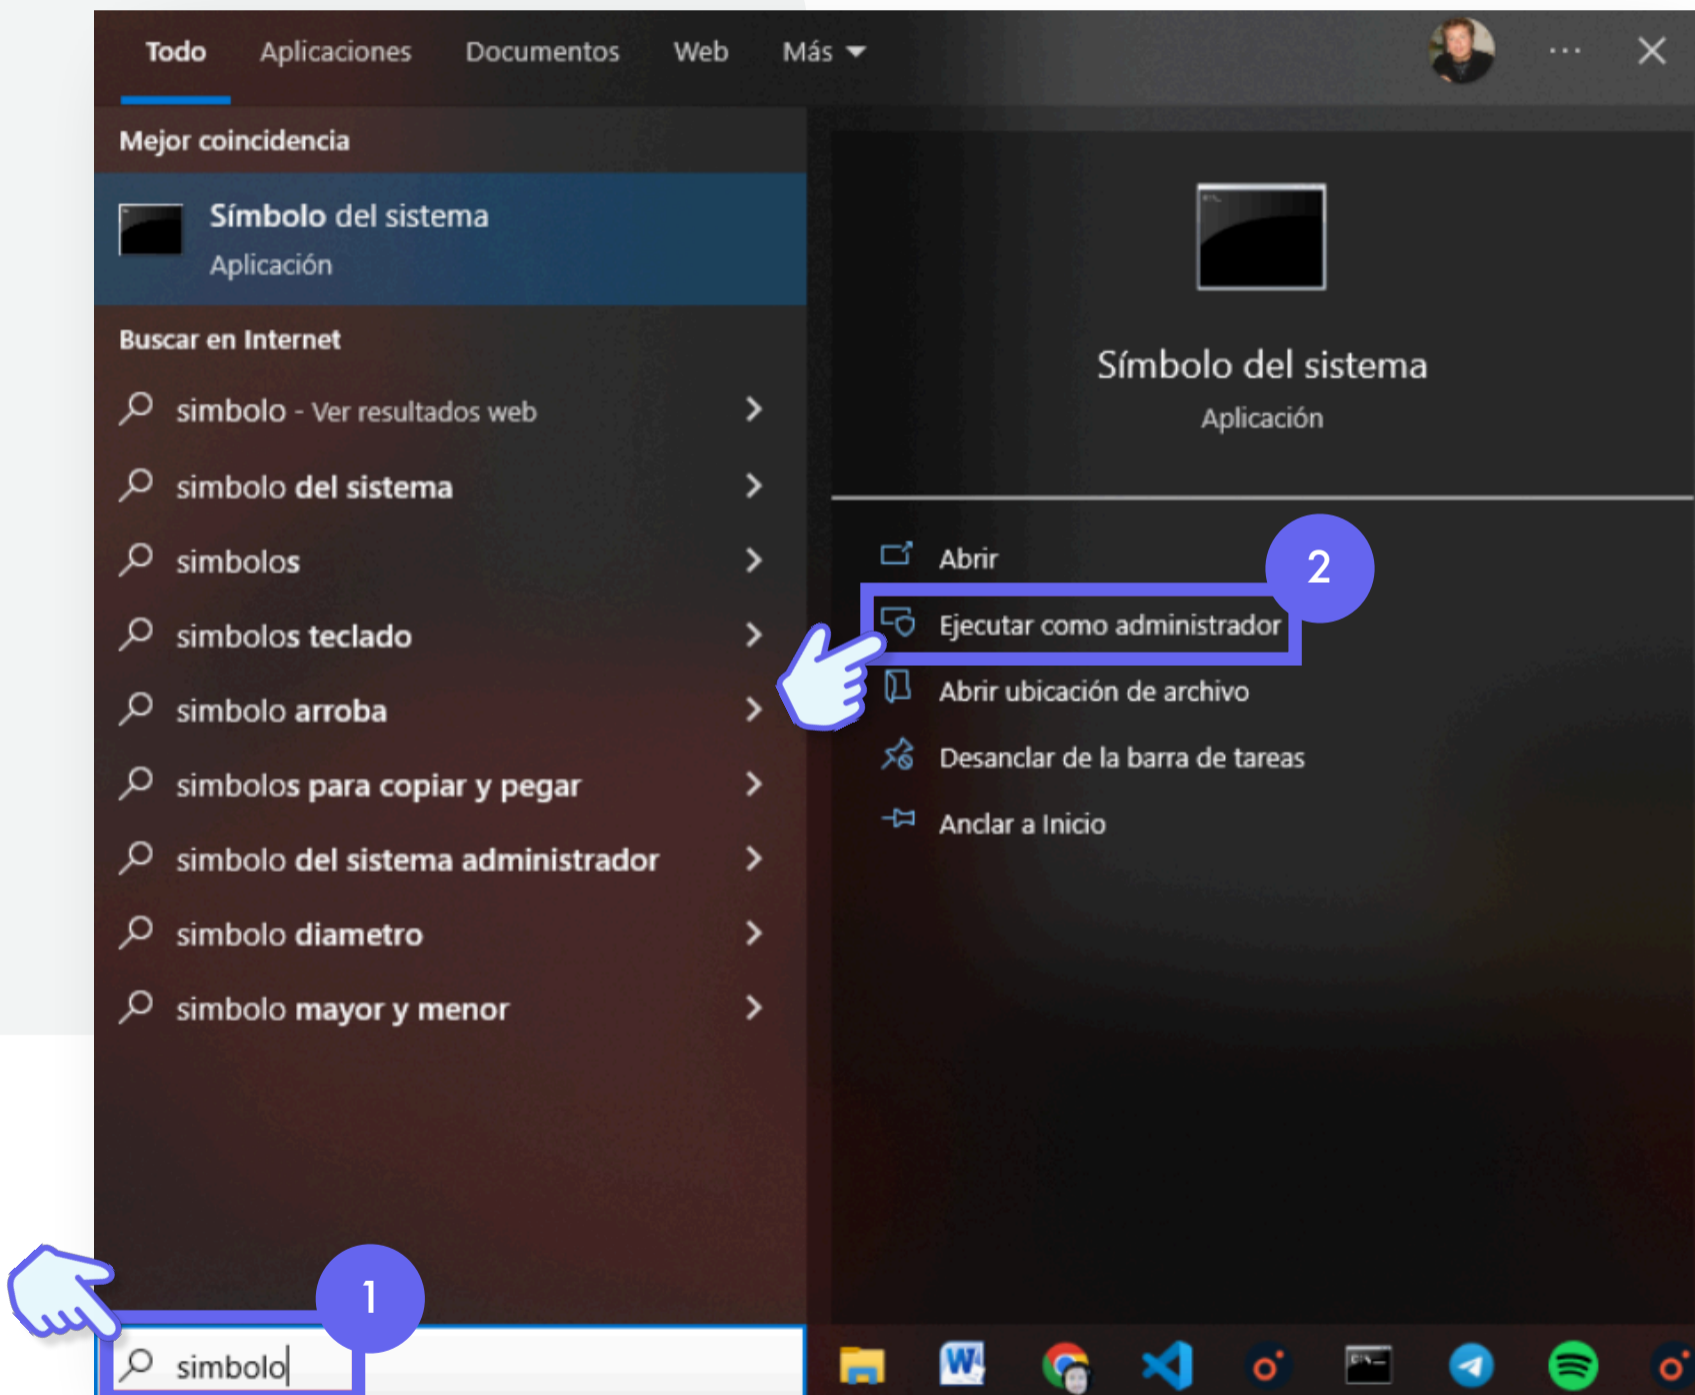 Todo Aplicaciones Documentos Web Más
Mejor coincidencia
Símbolo del sistema
Aplicación
Buscar en Internet
simbolo - Ver resultados web
simbolo del sistema
simbolos
simbolos teclado
simbolo arroba
simbolos para copiar y pegar
simbolo del sistema administrador
simbolo diametro
simbolo mayor y menor
1
simbolo
Símbolo del sistema
Aplicación
Abrir
2
Ejecutar como administrador
Abrir ubicación de archivo
Desanclar de la barra de tareas
Anclar a Inicio